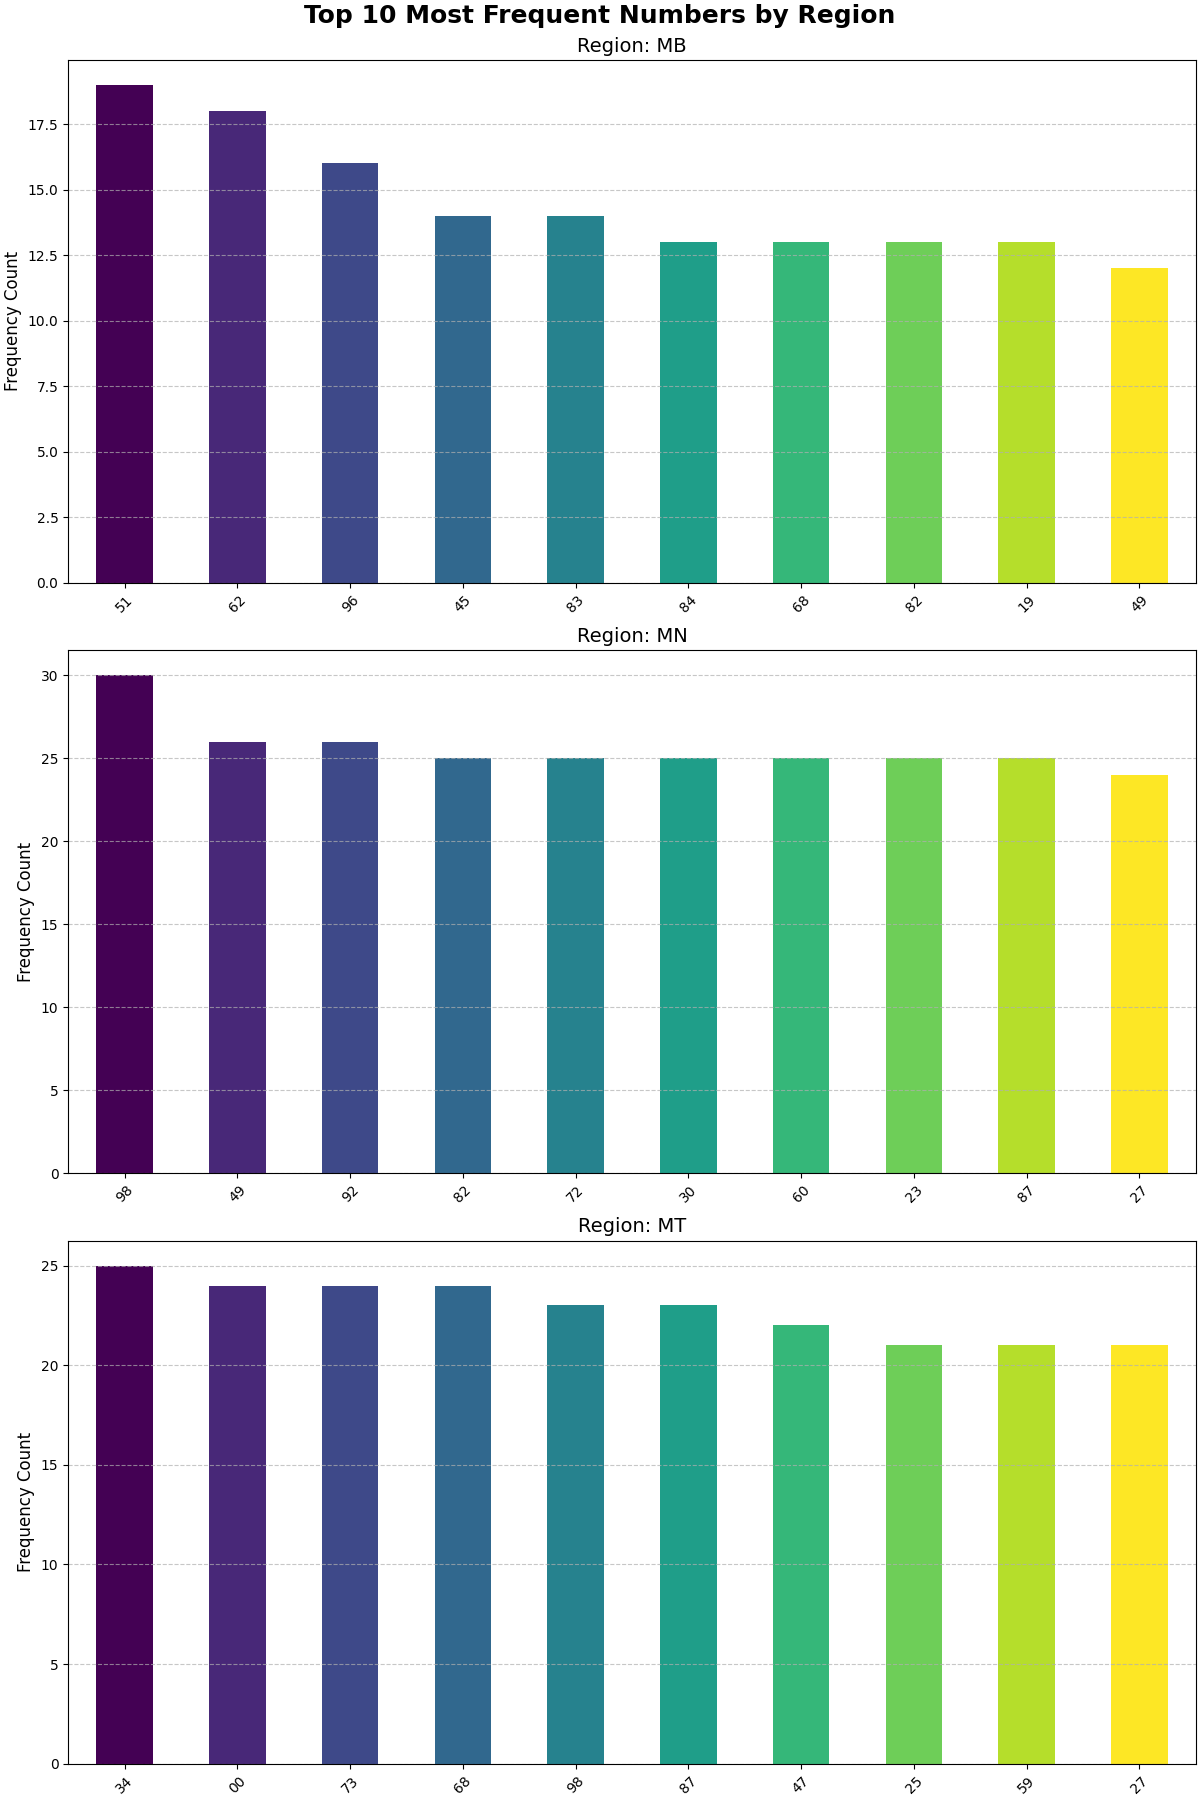 Top 10 Most Frequent Numbers by Region
Region: MB
Frequency Count
17.5
15.0
12.5
10.0
7.5
5.0
2.5
0.0
51 62 96 45 83 84 68 82 19 49
Region: MN
Frequency Count
30
25
20
15
10
5
0
98 49 92 82 72 30 60 23 87 27
Region: MT
Frequency Count
25
20
15
10
5
0
34 00 73 68 98 87 47 25 59 27